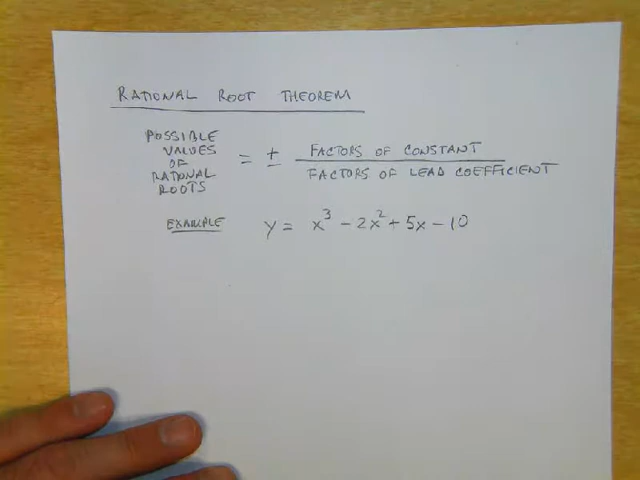 RATIONAL ROOT THEOREM
POSSIBLE VALUES OF RATIONAL ROOTS = ± FACTORS OF CONSTANT / FACTORS OF LEAD COEFFICIENT
EXAMPLE y = x³ - 2x² + 5x - 10